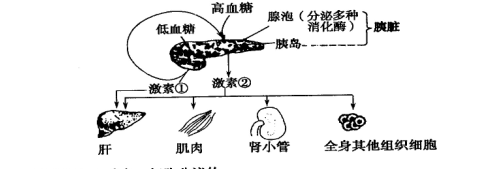 高血糖
腺泡（分泌多种
消化酶）
胰脏
低血糖
胰岛
激素①
激素②
肝
肌肉
肾小管
全身其他组织细胞